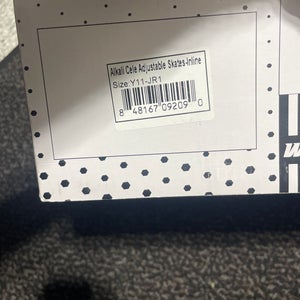 Alkali Cele Adjustable Skates-Inline
Size:Y11-JR1
8 48167 09209 0